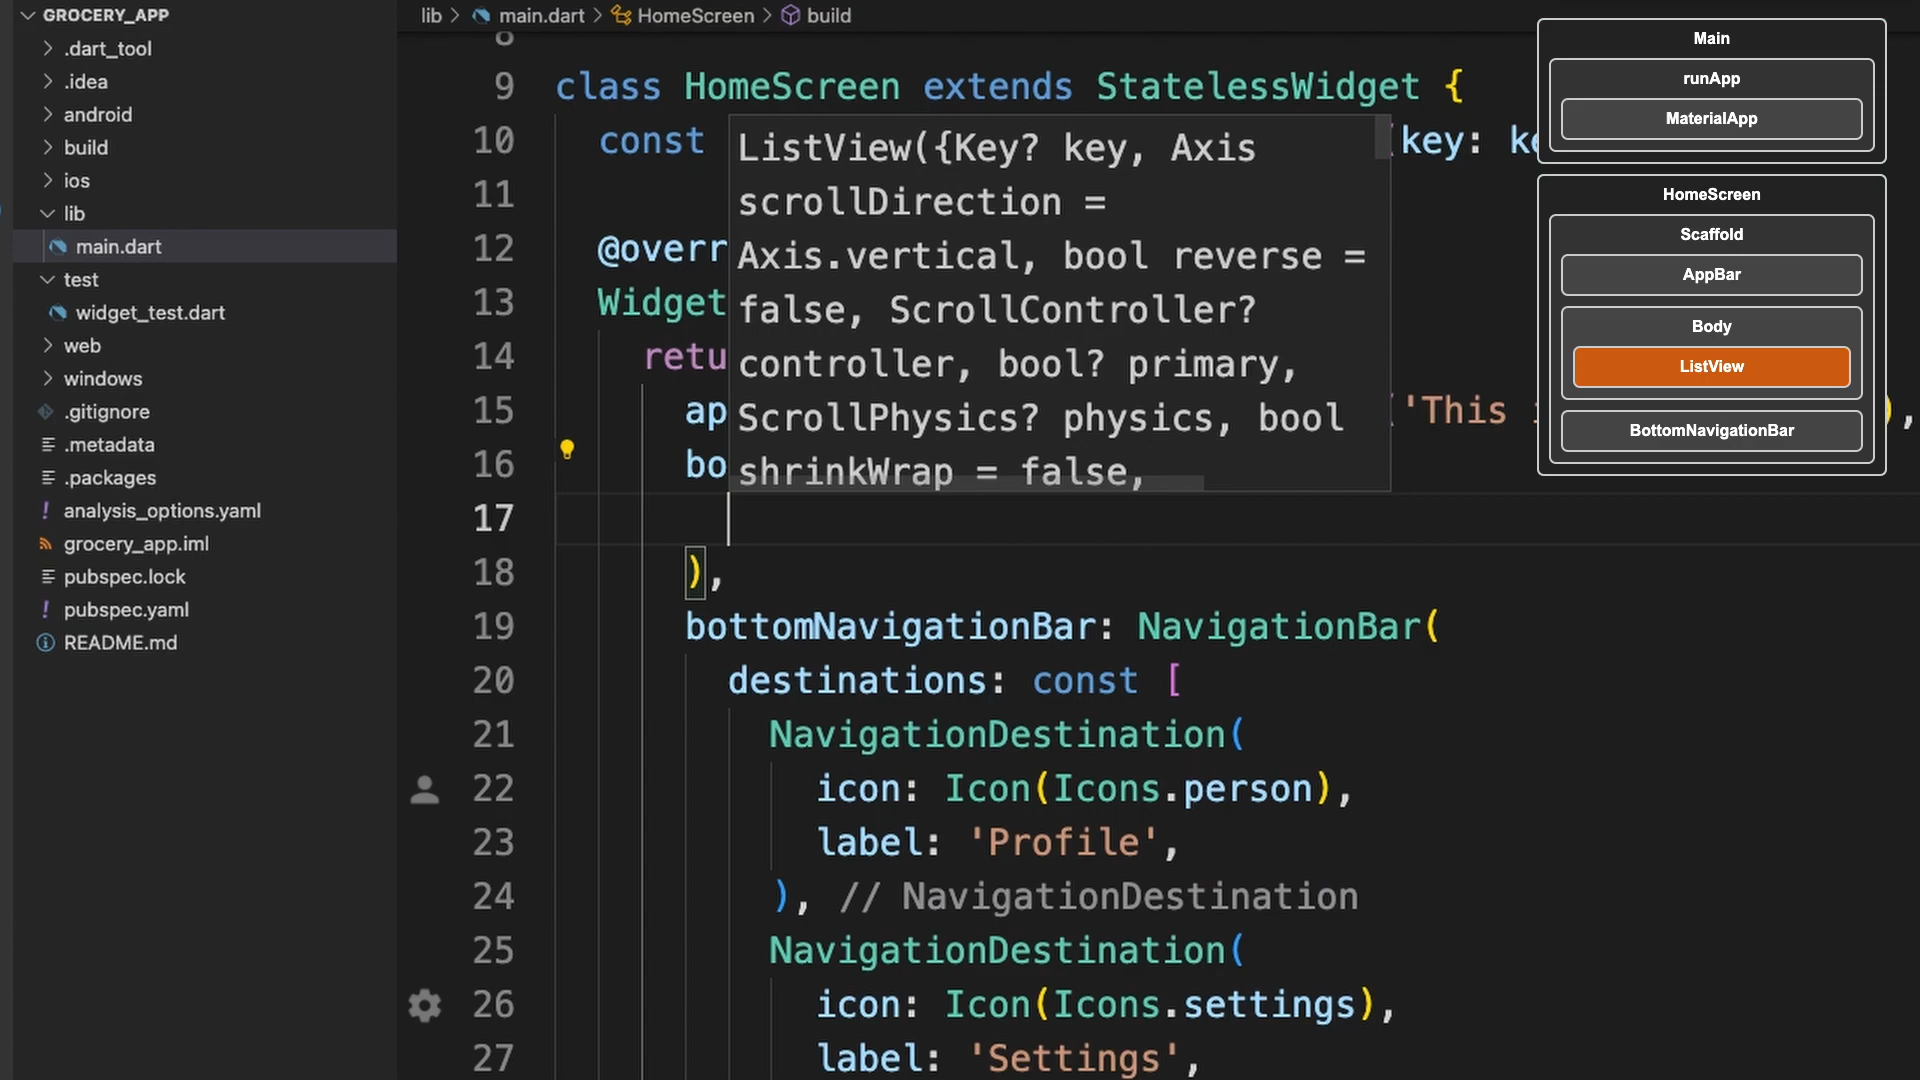 GROCERY_APP
.dart_tool
.idea
android
build
ios
lib
main.dart
test
widget_test.dart
web
windows
.gitignore
.metadata
.packages
analysis_options.yaml
grocery_app.iml
pubspec.lock
pubspec.yaml
README.md
lib > main.dart > HomeScreen > build
8
9 class HomeScreen extends StatelessWidget {
10 const (key: ke
11
12 @overr
13 Widget
14 retu
15 ap ('This ),
16 bo
17
18 ),
19 bottomNavigationBar: NavigationBar(
20 destinations: const [
21 NavigationDestination(
22 icon: Icon(Icons.person),
23 label: 'Profile',
24 ), // NavigationDestination
25 NavigationDestination(
26 icon: Icon(Icons.settings),
27 label: 'Settings',
ListView({Key? key, Axis
scrollDirection =
Axis.vertical, bool reverse =
false, ScrollController?
controller, bool? primary,
ScrollPhysics? physics, bool
shrinkWrap = false,
Main
runApp
MaterialApp
HomeScreen
Scaffold
AppBar
Body
ListView
BottomNavigationBar